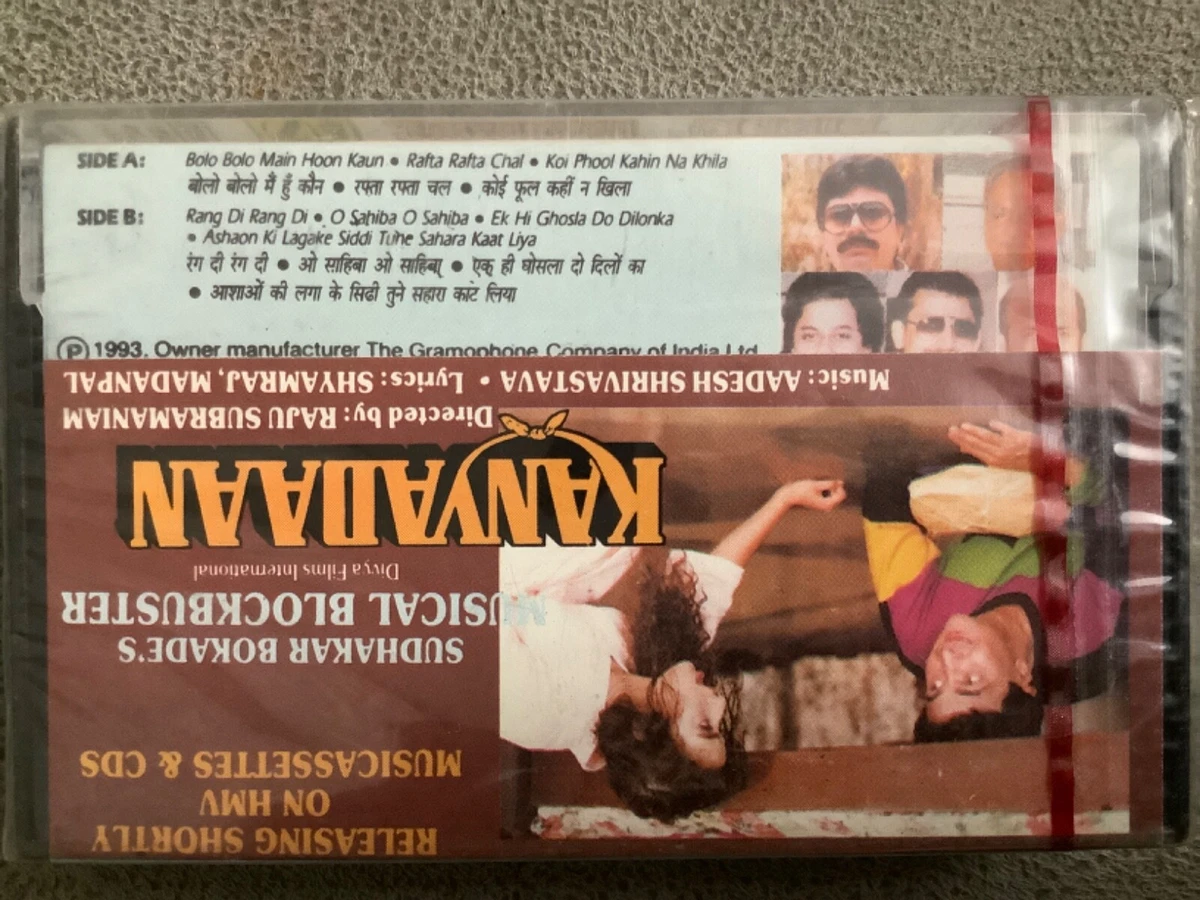 SIDE A: Bolo Bolo Main Hoon Kaun • Rafta Rafta Chal • Koi Phool Kahin Na Khila
बोलो बोलो मैं हुँ कौन • रफ्ता रफ्ता चल • कोई फूल कहीं न खिला
SIDE B: Rang Di Rang Di • O Sahiba O Sahiba • Ek Hi Ghosla Do Dilonka
• Ashaon Ki Lagake Siddi Tune Sahara Kaat Liya
रंग दी रंग दी • ओ साहिबा ओ साहिबा • एक ही घोसला दो दिलों का
• आशाओं की लगा के सिढी तुने सहारा काट लिया
Ⓟ 1993. Owner manufacturer The Gramophone Company of India Ltd
RELEASING SHORTLY
ON HMV
MUSICASSETTES & CDS
SUDHAKAR BOKADE'S
MUSICAL BLOCKBUSTER
Divya Films International
KANYADAAN
Directed by: RAJU SUBRAMANIAM
Music: AADESH SHRIVASTAVA • Lyrics: SHYAMRAJ, MADANPAL